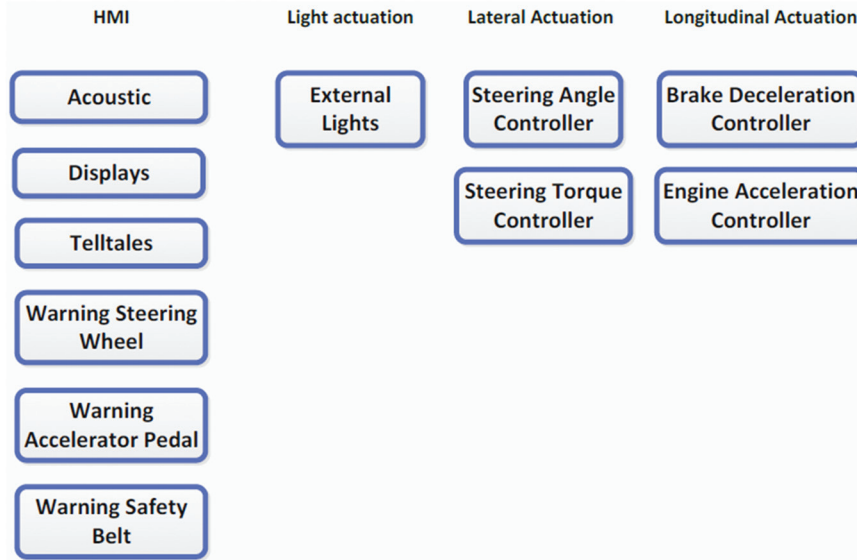 HMI
Light actuation
Lateral Actuation
Longitudinal Actuation
Acoustic
Displays
Telltales
Warning Steering
Wheel
Warning
Accelerator Pedal
Warning Safety
Belt
External
Lights
Steering Angle
Controller
Steering Torque
Controller
Brake Deceleration
Controller
Engine Acceleration
Controller